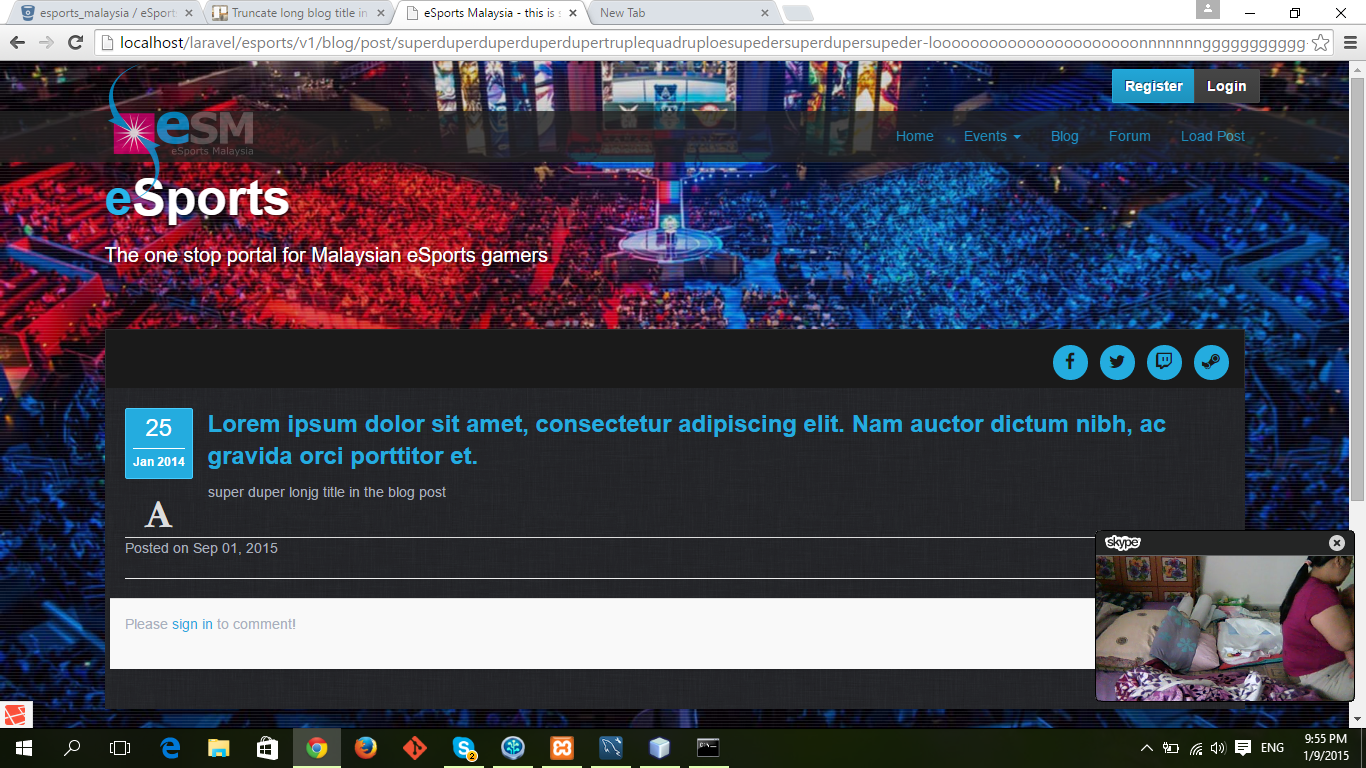 esports_malaysia / eSport
Truncate long blog title in
eSports Malaysia - this is
New Tab
localhost/laravel/esports/v1/blog/post/
Register
Login
eSM
eSports Malaysia
Home
Events
Blog
Forum
Load Post
eSports
The one stop portal for Malaysian eSports gamers
25
Jan 2014
Lorem ipsum dolor sit amet, consectetur adipiscing elit. Nam auctor dictum nibh, ac
gravida orci porttitor et.
super duper lonjg title in the blog post
A
Posted on Sep 01, 2015
skype
Please sign in to comment!
2
ENG
9:55 PM
1/9/2015